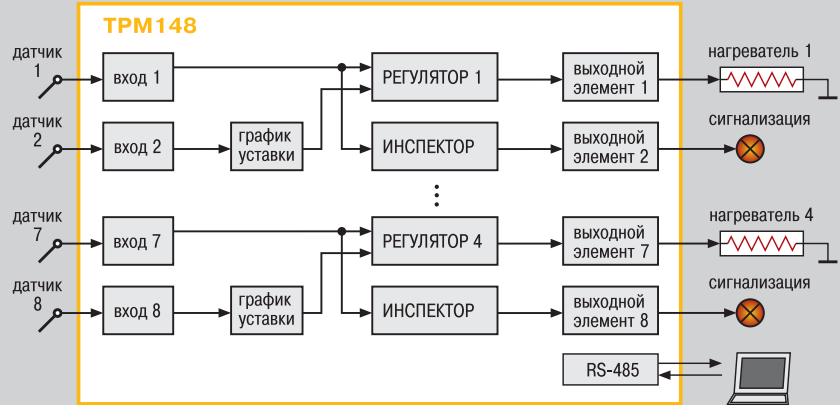 ТРМ148
датчик
1
вход 1
РЕГУЛЯТОР 1
выходной
элемент 1
нагреватель 1
датчик
2
вход 2
график
уставки
ИНСПЕКТОР
выходной
элемент 2
сигнализация
датчик
7
вход 7
РЕГУЛЯТОР 4
выходной
элемент 7
нагреватель 4
датчик
8
вход 8
график
уставки
ИНСПЕКТОР
выходной
элемент 8
сигнализация
RS-485